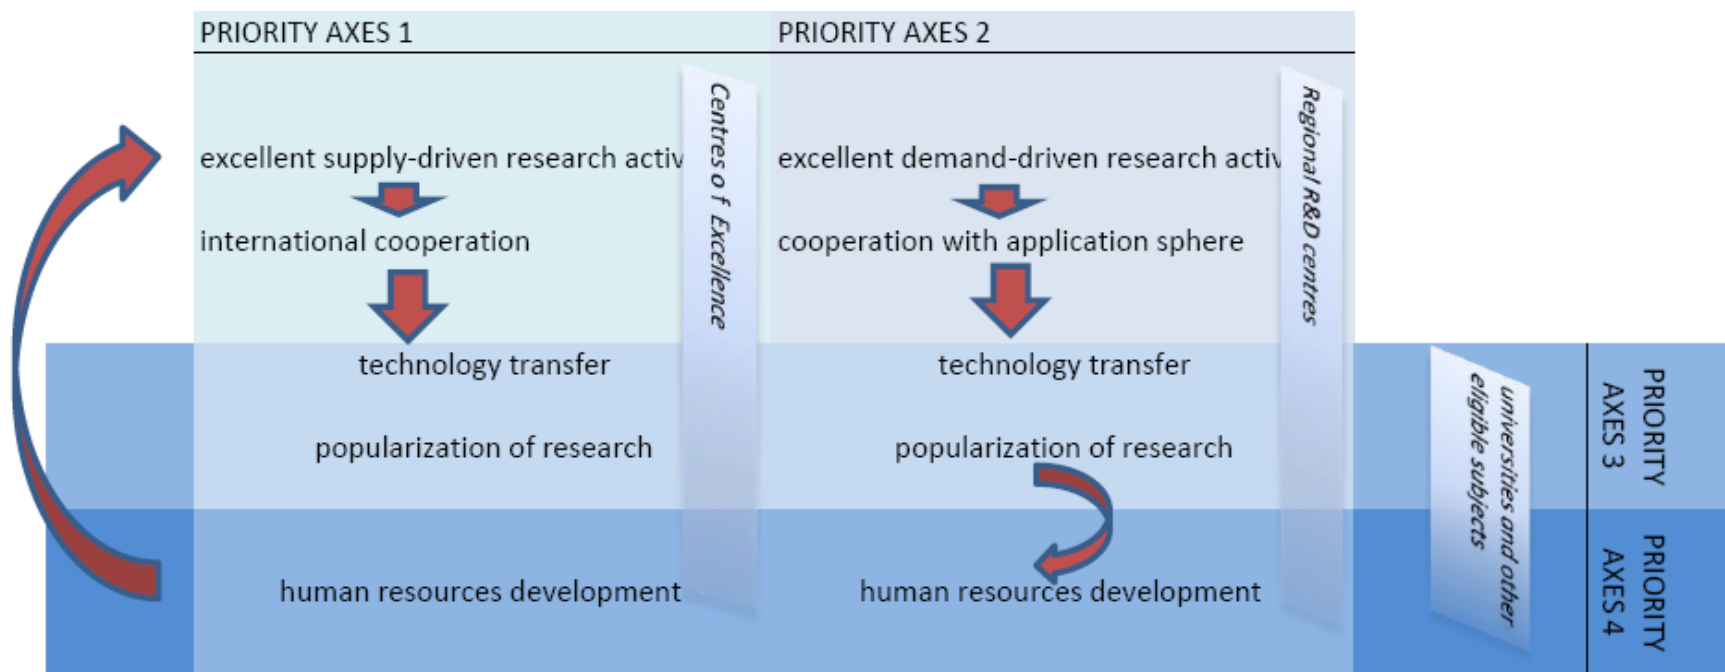 PRIORITY AXES 1
PRIORITY AXES 2
excellent supply-driven research activ
excellent demand-driven research activ
international cooperation
cooperation with application sphere
technology transfer
technology transfer
popularization of research
popularization of research
human resources development
human resources development
Centres o f Excellence
Regional R&D centres
universities and other
eligible subjects
PRIORITY
AXES 3
PRIORITY
AXES 4